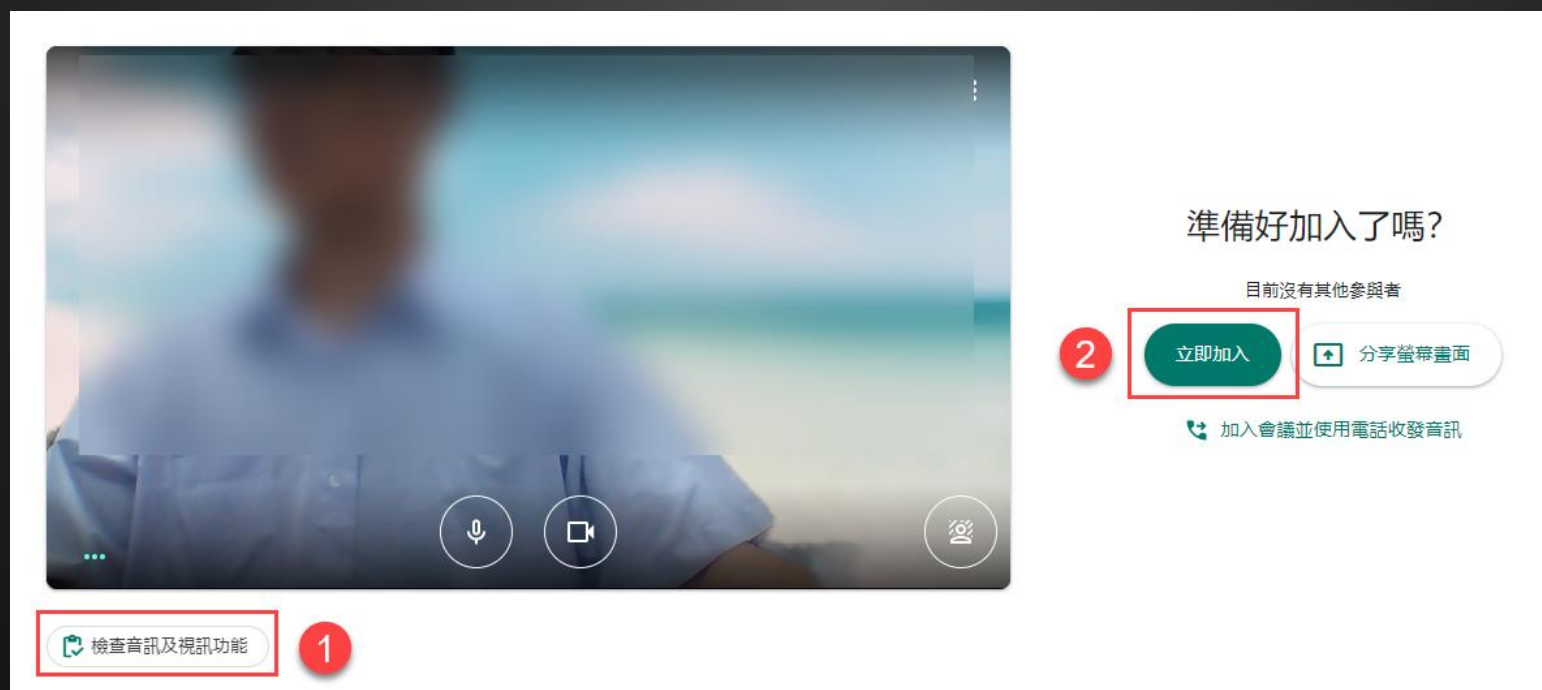 準備好加入了嗎?
目前沒有其他參與者
2
立即加入
分享螢幕畫面
加入會議並使用電話收發音訊
檢查音訊及視訊功能
1